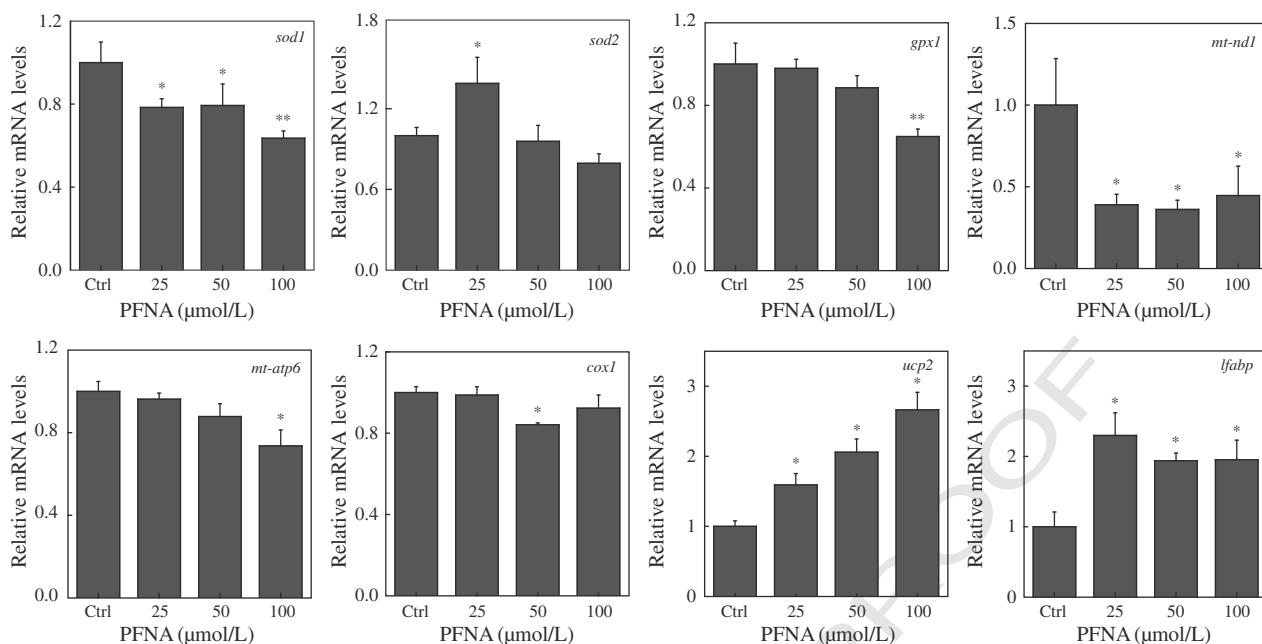 sod1
Relative mRNA levels
1.2
0.8
0.4
0.0
*
*
**
Ctrl 25 50 100
PFNA (μmol/L)
sod2
Relative mRNA levels
1.8
1.2
0.6
0.0
*
Ctrl 25 50 100
PFNA (μmol/L)
gpx1
Relative mRNA levels
1.2
0.8
0.4
0.0
**
Ctrl 25 50 100
PFNA (μmol/L)
mt-nd1
Relative mRNA levels
1.5
1.0
0.5
0.0
*
*
*
Ctrl 25 50 100
PFNA (μmol/L)
mt-atp6
Relative mRNA levels
1.2
0.8
0.4
0.0
*
Ctrl 25 50 100
PFNA (μmol/L)
cox1
Relative mRNA levels
1.2
0.8
0.4
0.0
*
Ctrl 25 50 100
PFNA (μmol/L)
ucp2
Relative mRNA levels
3
2
1
0
*
*
*
Ctrl 25 50 100
PFNA (μmol/L)
lfabp
Relative mRNA levels
3
2
1
0
*
*
*
Ctrl 25 50 100
PFNA (μmol/L)
PROOF